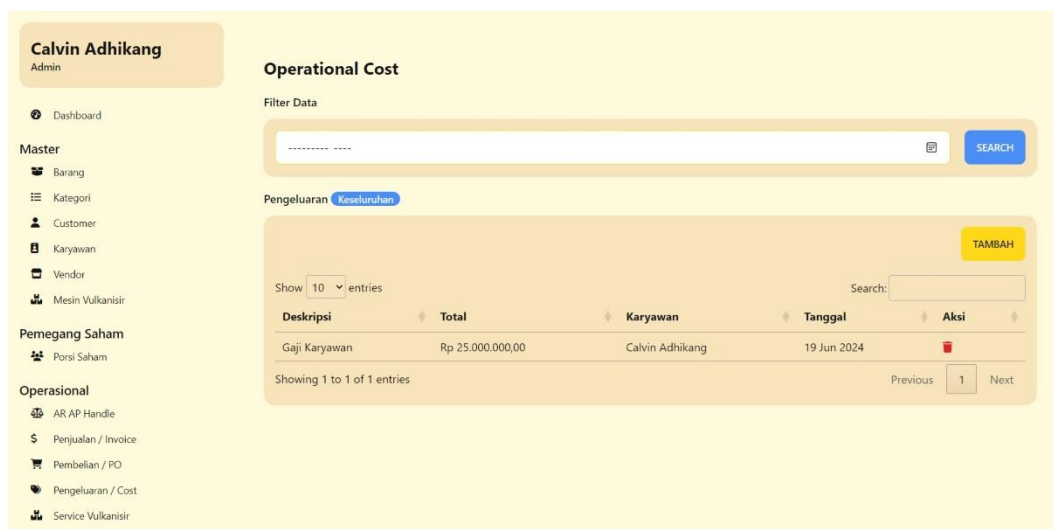 Calvin Adhikang
Admin
Dashboard
Master
Barang
Kategori
Customer
Karyawan
Vendor
Mesin Vulkanisir
Pemegang Saham
Porsi Saham
Operasional
AR AP Handle
Penjualan / Invoice
Pembelian / PO
Pengeluaran / Cost
Service Vulkanisir
Operational Cost
Filter Data
--------- ----
SEARCH
Pengeluaran Keseluruhan
TAMBAH
Show 10 entries Search:
Deskripsi Total Karyawan Tanggal Aksi
Gaji Karyawan Rp 25.000.000,00 Calvin Adhikang 19 Jun 2024
Showing 1 to 1 of 1 entries Previous 1 Next